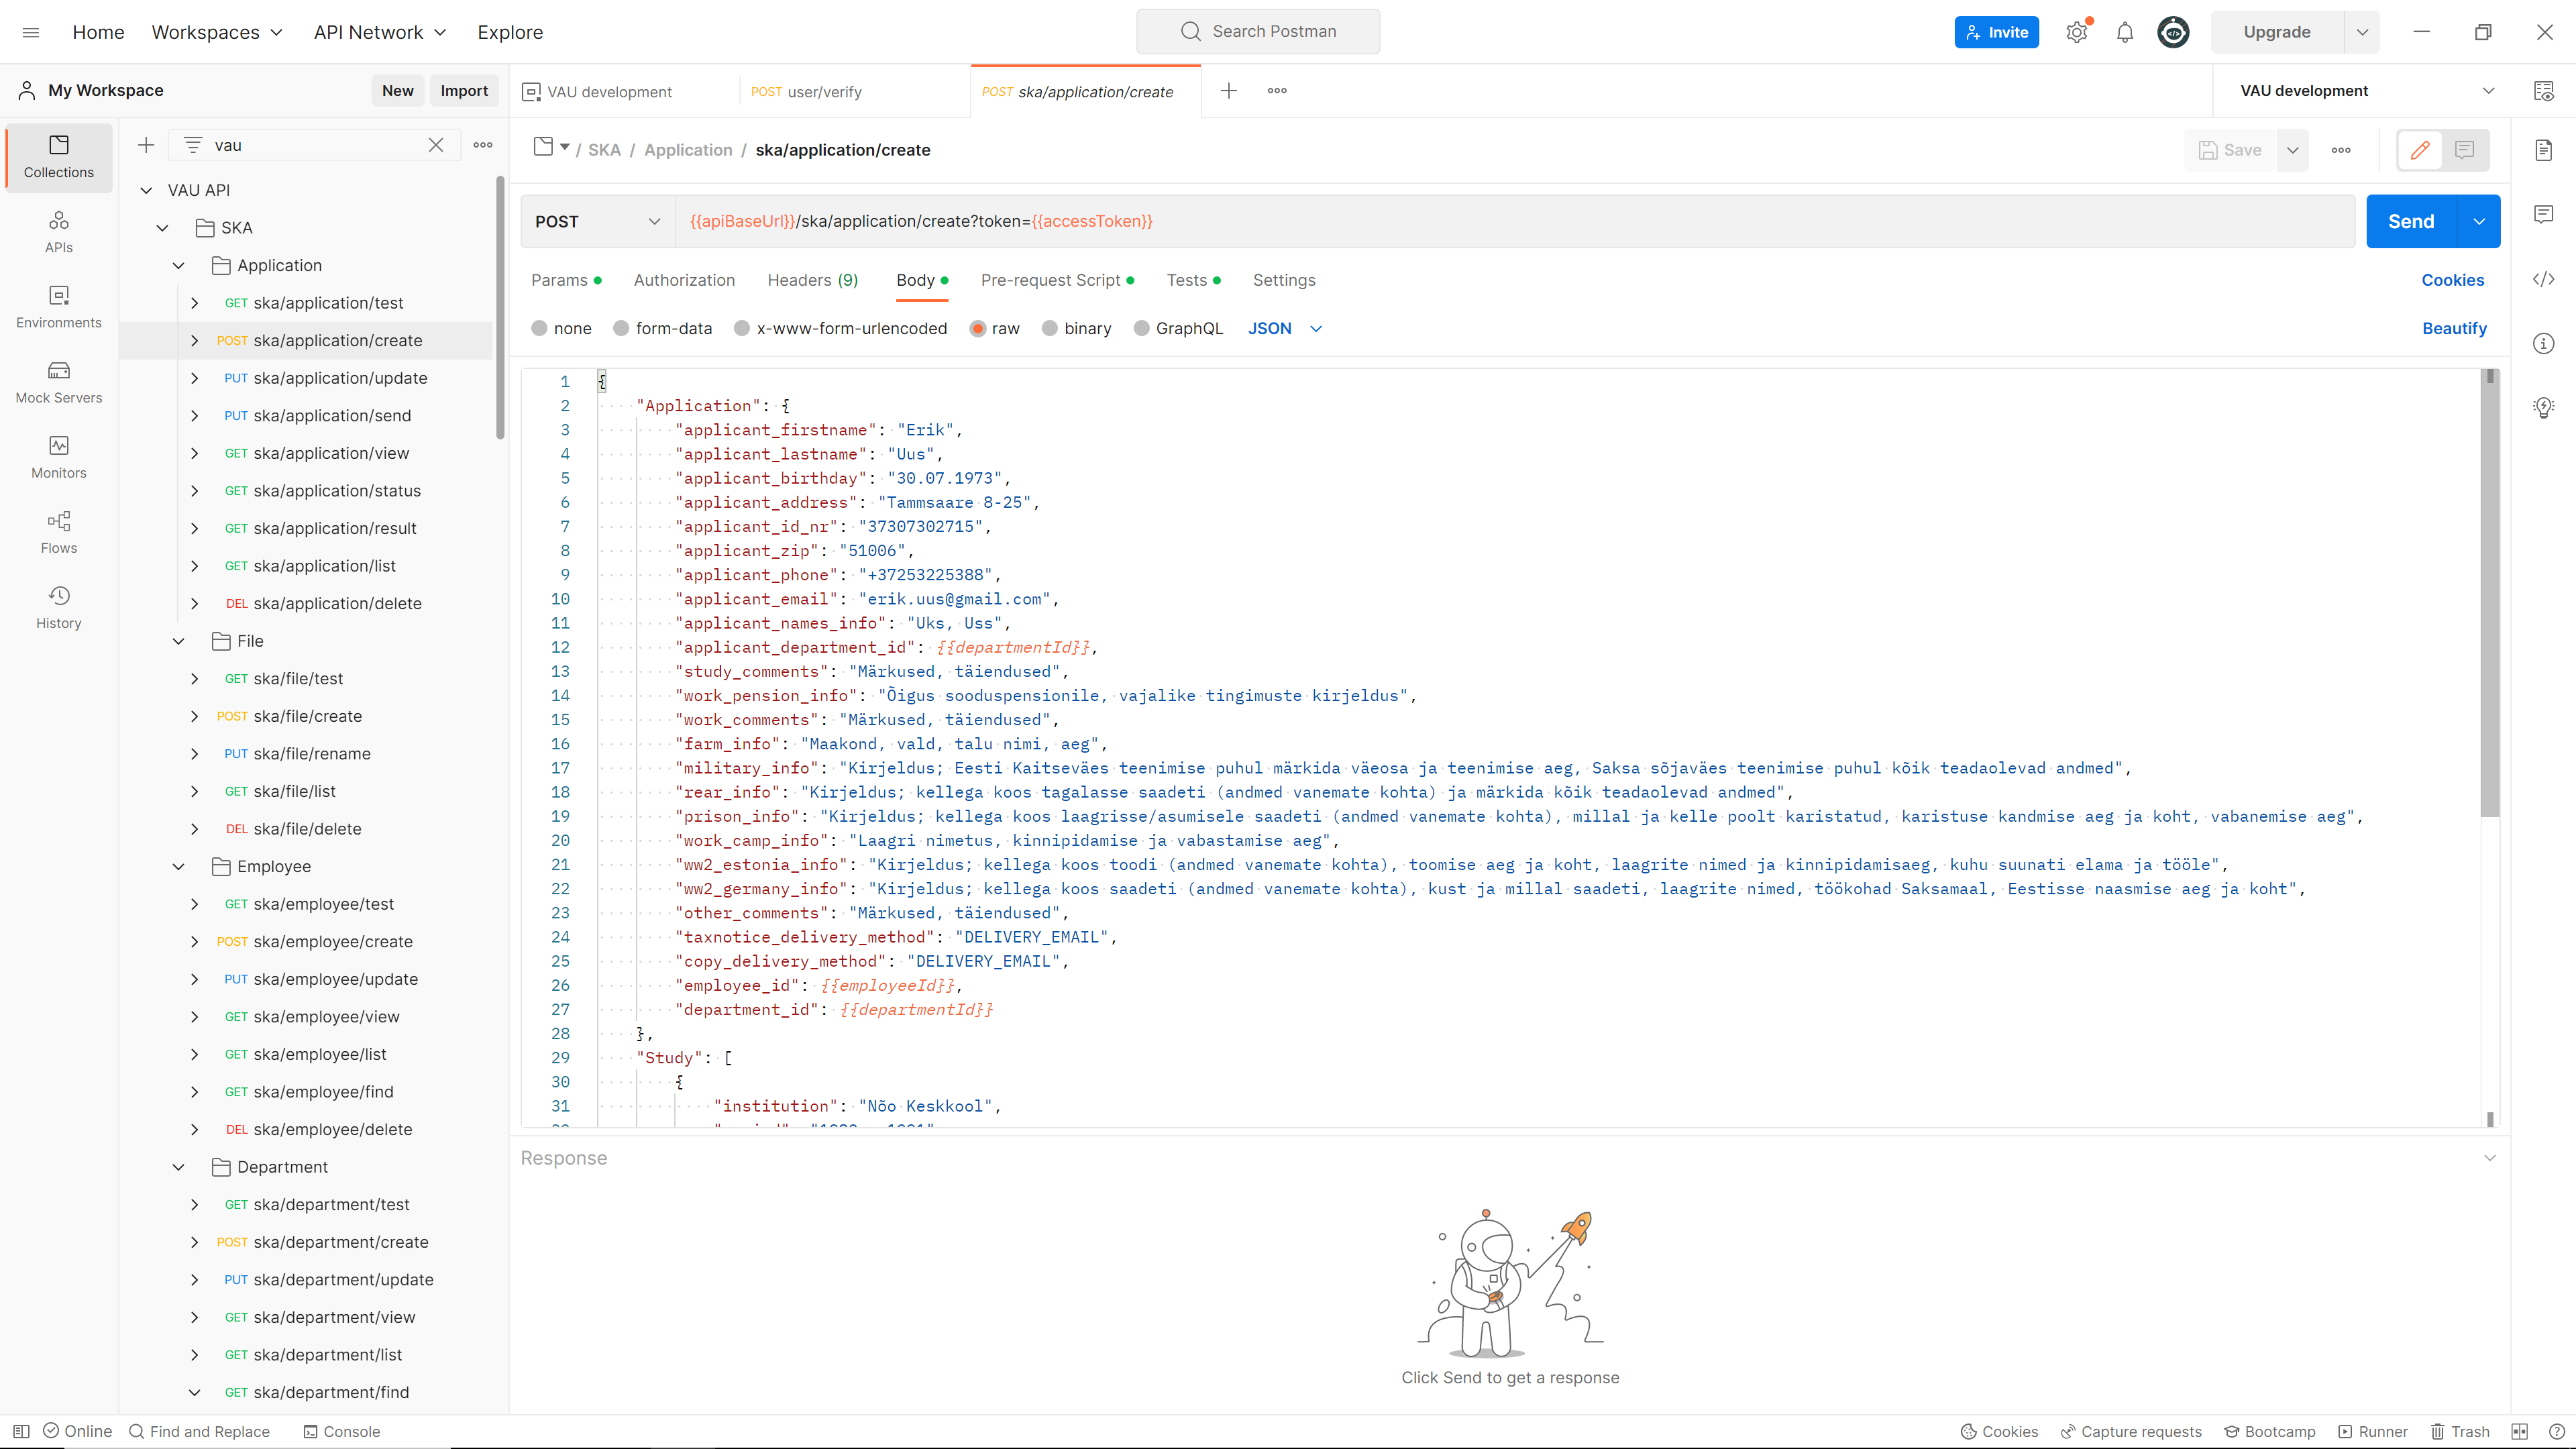 Home Workspaces API Network Explore Search Postman Invite Upgrade
My Workspace New Import VAU development POST user/verify POST ska/application/create VAU development
vau
/ SKA / Application / ska/application/create Save
POST {{apiBaseUrl}}/ska/application/create?token={{accessToken}} Send
Params Authorization Headers (9) Body Pre-request Script Tests Settings Cookies
none form-data x-www-form-urlencoded raw binary GraphQL JSON Beautify
Collections
APIs
Environments
Mock Servers
Monitors
Flows
History
VAU API
SKA
Application
GET ska/application/test
POST ska/application/create
PUT ska/application/update
PUT ska/application/send
GET ska/application/view
GET ska/application/status
GET ska/application/result
GET ska/application/list
DEL ska/application/delete
File
GET ska/file/test
POST ska/file/create
PUT ska/file/rename
GET ska/file/list
DEL ska/file/delete
Employee
GET ska/employee/test
POST ska/employee/create
PUT ska/employee/update
GET ska/employee/view
GET ska/employee/list
GET ska/employee/find
DEL ska/employee/delete
Department
GET ska/department/test
POST ska/department/create
PUT ska/department/update
GET ska/department/view
GET ska/department/list
GET ska/department/find
1 {
2 "Application": {
3 "applicant_firstname": "Erik",
4 "applicant_lastname": "Uus",
5 "applicant_birthday": "30.07.1973",
6 "applicant_address": "Tammsaare 8-25",
7 "applicant_id_nr": "37307302715",
8 "applicant_zip": "51006",
9 "applicant_phone": "+37253225388",
10 "applicant_email": "erik.uus@gmail.com",
11 "applicant_names_info": "Uks, Uss",
12 "applicant_department_id": {{departmentId}},
13 "study_comments": "Märkused, täiendused",
14 "work_pension_info": "Õigus sooduspensionile, vajalike tingimuste kirjeldus",
15 "work_comments": "Märkused, täiendused",
16 "farm_info": "Maakond, vald, talu nimi, aeg",
17 "military_info": "Kirjeldus; Eesti Kaitseväes teenimise puhul märkida väeosa ja teenimise aeg, Saksa sõjaväes teenimise puhul kõik teadaolevad andmed",
18 "rear_info": "Kirjeldus; kellega koos tagalasse saadeti (andmed vanemate kohta) ja märkida kõik teadaolevad andmed",
19 "prison_info": "Kirjeldus; kellega koos laagrisse/asumisele saadeti (andmed vanemate kohta), millal ja kelle poolt karistatud, karistuse kandmise aeg ja koht, vabanemise aeg",
20 "work_camp_info": "Laagri nimetus, kinnipidamise ja vabastamise aeg",
21 "ww2_estonia_info": "Kirjeldus; kellega koos toodi (andmed vanemate kohta), toomise aeg ja koht, laagrite nimed ja kinnipidamisaeg, kuhu suunati elama ja tööle",
22 "ww2_germany_info": "Kirjeldus; kellega koos saadeti (andmed vanemate kohta), kust ja millal saadeti, laagrite nimed, töökohad Saksamaal, Eestisse naasmise aeg ja koht",
23 "other_comments": "Märkused, täiendused",
24 "taxnotice_delivery_method": "DELIVERY_EMAIL",
25 "copy_delivery_method": "DELIVERY_EMAIL",
26 "employee_id": {{employeeId}},
27 "department_id": {{departmentId}}
28 },
29 "Study": [
30 {
31 "institution": "Nõo Keskkool",
Response
Click Send to get a response
Online Find and Replace Console Cookies Capture requests Bootcamp Runner Trash